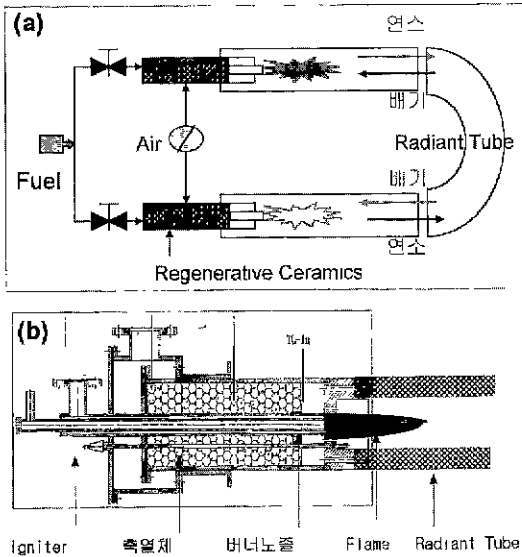 (a)
연스
배기
Radiant Tube
Air
Fuel
배기
연소
Regenerative Ceramics
(b)
igniter 축열체 버너노즐 Flame Radiant Tube